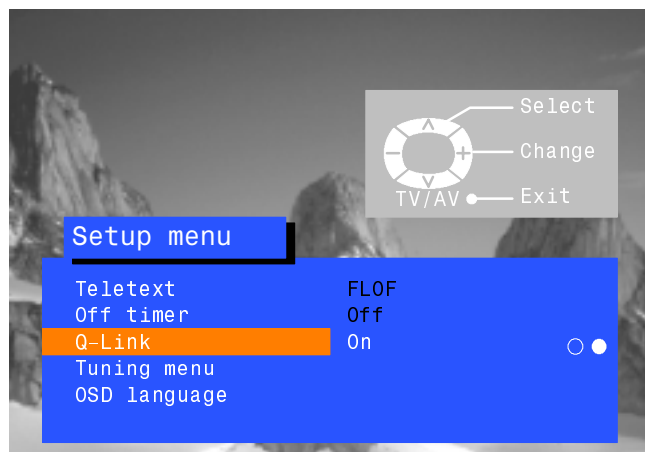 Select
Change
TV/AV Exit
Setup menu
Teletext FLOF
Off timer Off
Q-Link On
Tuning menu
OSD language